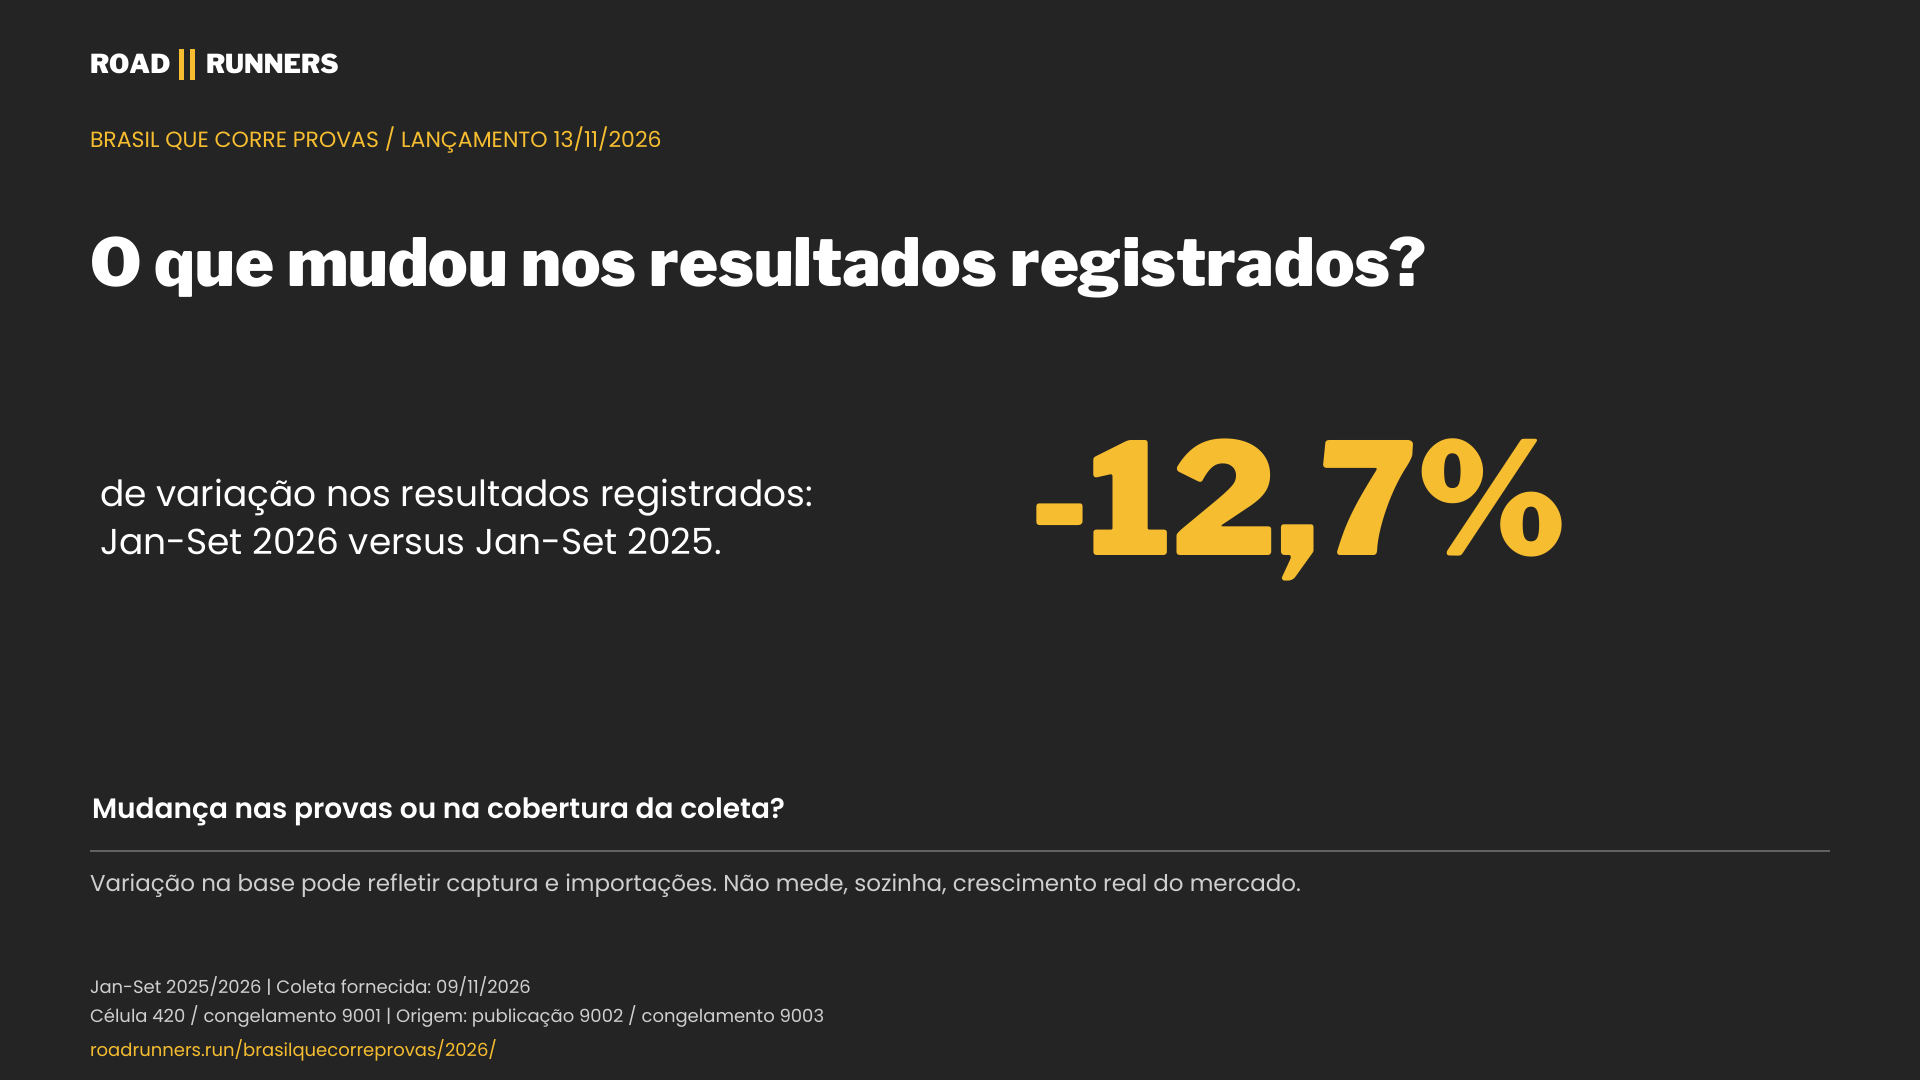 ROAD || RUNNERS
BRASIL QUE CORRE PROVAS / LANÇAMENTO 13/11/2026
O que mudou nos resultados registrados?
de variação nos resultados registrados:
Jan-Set 2026 versus Jan-Set 2025.
-12,7%
Mudança nas provas ou na cobertura da coleta?
Variação na base pode refletir captura e importações. Não mede, sozinha, crescimento real do mercado.
Jan-Set 2025/2026 | Coleta fornecida: 09/11/2026
Célula 420 / congelamento 9001 | Origem: publicação 9002 / congelamento 9003
roadrunners.run/brasilquecorreprovas/2026/